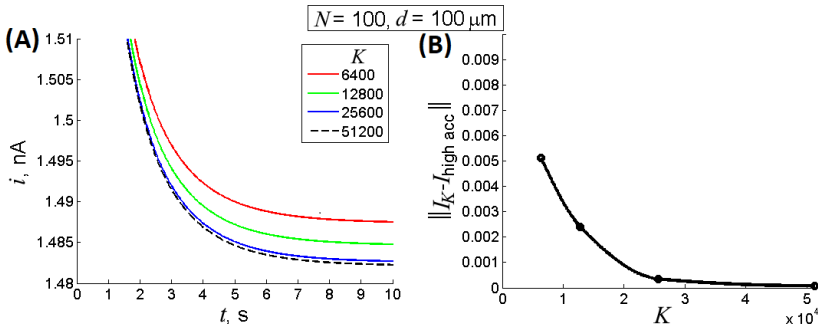 N = 100, d = 100 μm
(A)
1.51
1.505
1.5
1.495
1.49
1.485
1.48
i, nA
0 1 2 3 4 5 6 7 8 9 10
t, s
K
6400
12800
25600
51200
(B)
0.01
0.009
0.008
0.007
0.006
0.005
0.004
0.003
0.002
0.001
0
||I_K-I_high acc||
0 1 2 3 4 5
x 10^4
K